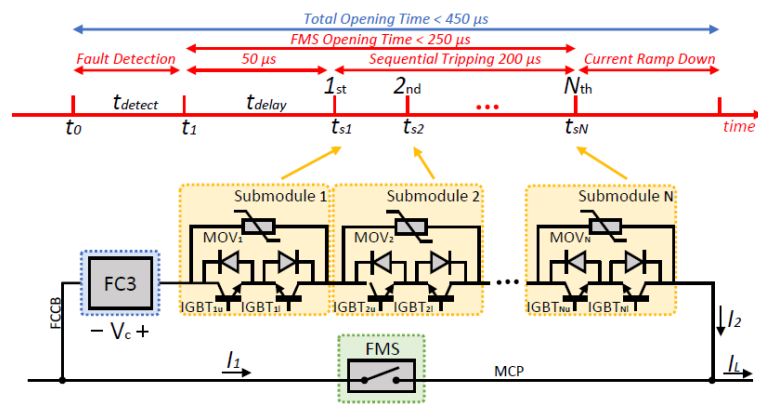 Total Opening Time < 450 µs
FMS Opening Time < 250 µs
Fault Detection
50 µs
Sequential Tripping 200 µs
Current Ramp Down
1st
2nd
...
Nth
tdetect
tdelay
t0
t1
ts1
ts2
tsN
time
Submodule 1
Submodule 2
Submodule N
MOV1
MOV2
MOVN
FC3
IGBT1u
IGBT1l
IGBT2u
IGBT2l
IGBTNu
IGBTNl
FCCB
− Vc +
I2
FMS
I1
MCP
IL